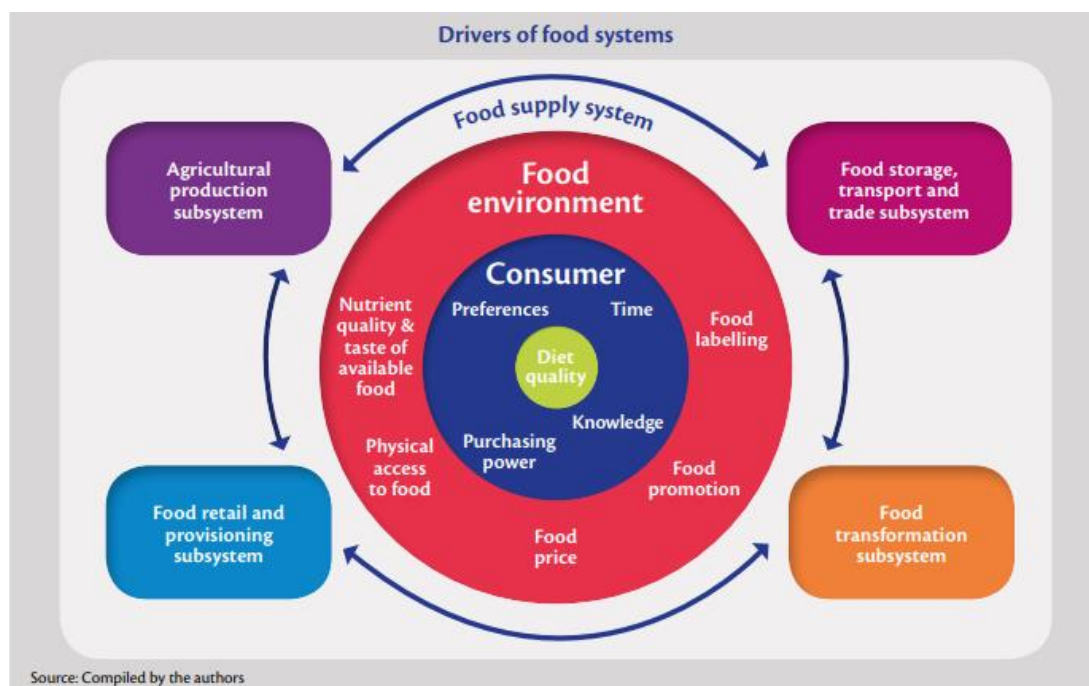 Drivers of food systems
Food supply system
Agricultural
production
subsystem
Food storage,
transport and
trade subsystem
Food
environment
Consumer
Preferences
Time
Nutrient
quality &
taste of
available
food
Food
labelling
Diet
quality
Knowledge
Purchasing
power
Physical
access
to food
Food
promotion
Food
price
Food retail and
provisioning
subsystem
Food
transformation
subsystem
Source: Compiled by the authors